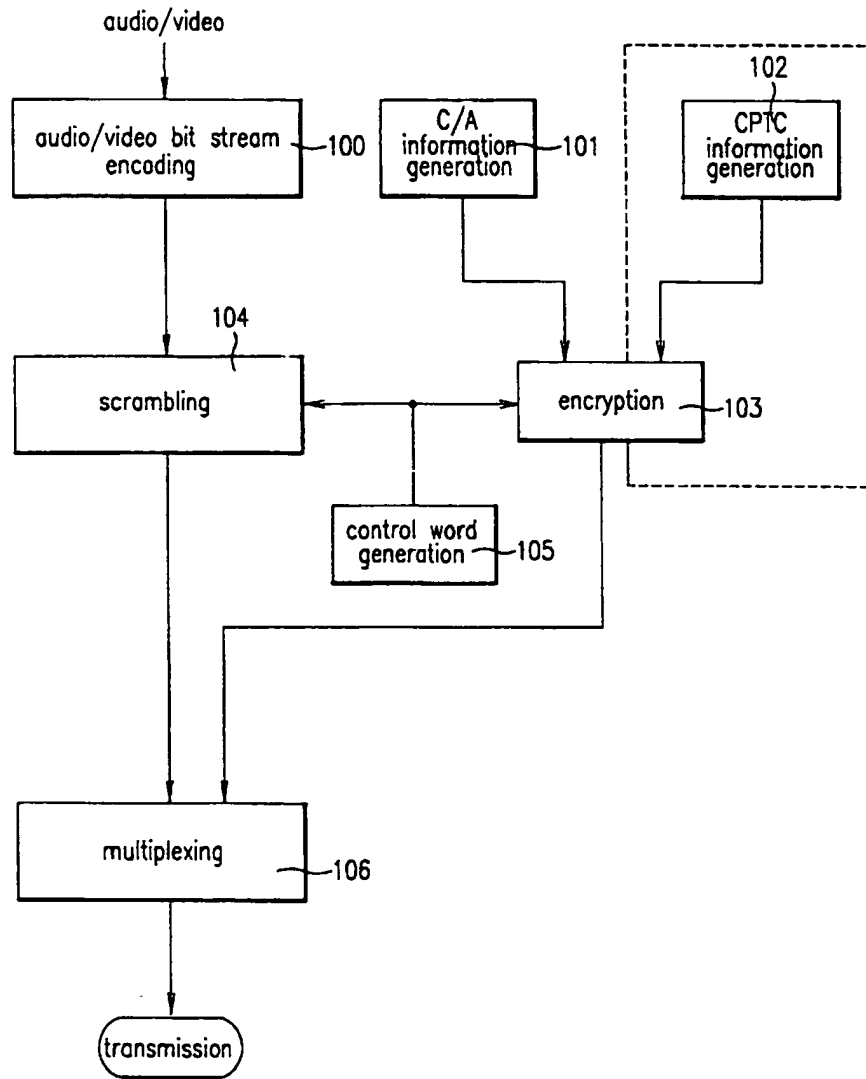 audio/video
audio/video bit stream
encoding
100
C/A
information
generation
101
102
CPTC
information
generation
104
scrambling
encryption
103
control word
generation
105
multiplexing
106
transmission